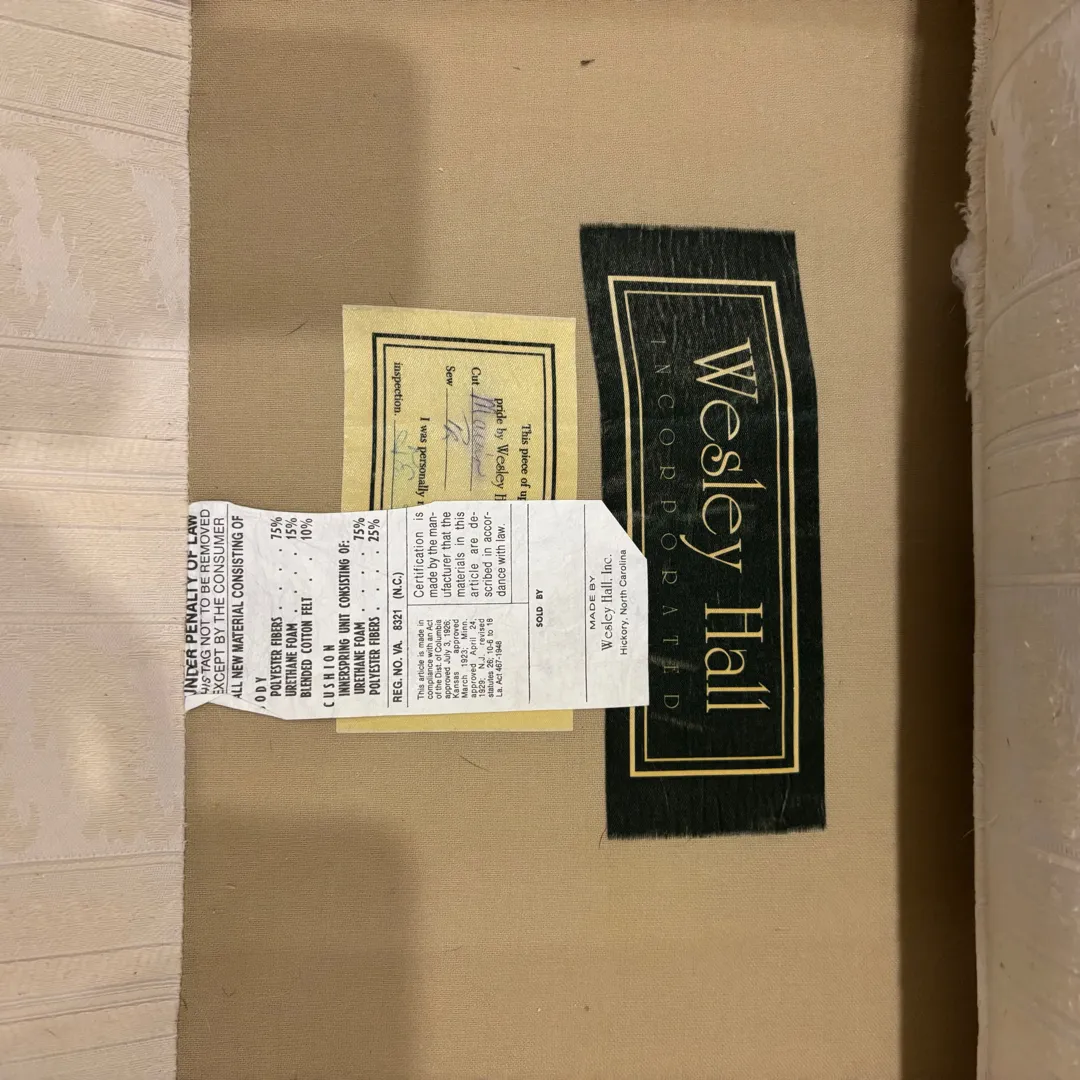 Wesley Hall
INCORPORATED
This piece of up
pride by Wesley H
Cut
Sew
I was personally
inspection.
UNDER PENALTY OF LAW
THIS TAG NOT TO BE REMOVED
EXCEPT BY THE CONSUMER
ALL NEW MATERIAL CONSISTING OF
BODY
POLYESTER FIBERS . . . . 75%
URETHANE FOAM . . . . 15%
BLENDED COTTON FELT . . . 10%
CUSHION
INNERSPRING UNIT CONSISTING OF:
URETHANE FOAM . . . . 75%
POLYESTER FIBERS . . . . 25%
REG. NO. VA. 8321 (N.C.)
This article is made in
compliance with an Act
of the Dist. of Columbia
approved July 3, 1926;
Kansas approved
March 1923; Minn.
approved April 24,
1929; N.J. revised
statutes 26; 10-6 to 18
La. Act 467-1948
Certification is
made by the man-
ufacturer that the
materials in this
article are de-
scribed in accor-
dance with law.
SOLD BY
MADE BY
Wesley Hall, Inc.
Hickory, North Carolina